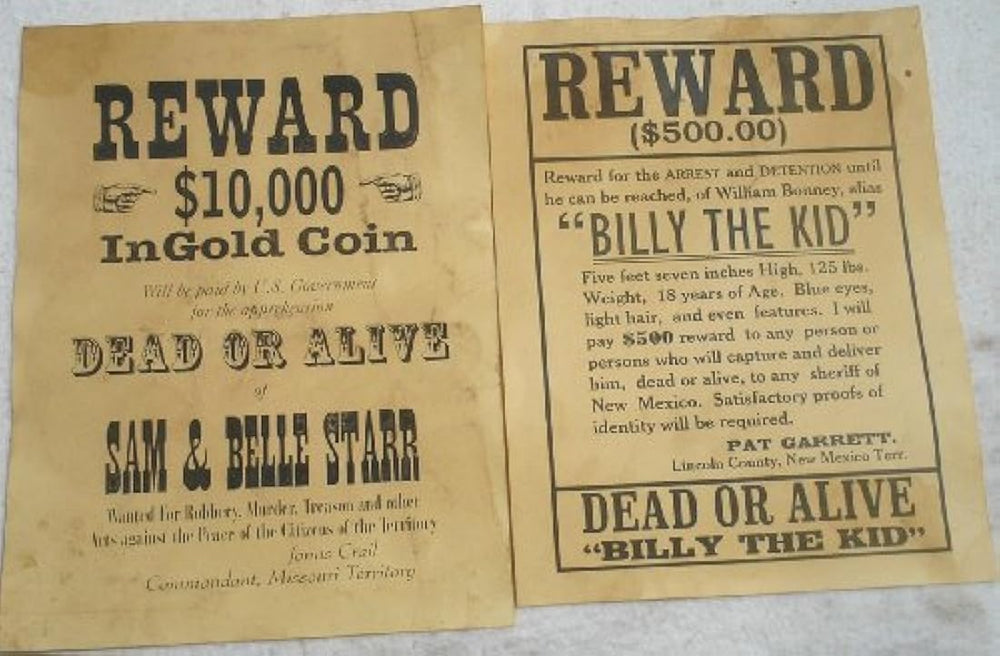 REWARD
$10,000
In Gold Coin
Will be paid by U.S. Government
for the apprehension
DEAD OR ALIVE
of
SAM & BELLE STARR
Wanted for Robbery, Murder, Treason and other
Acts against the Peace of the Citizens of the Territory
Jonas Crail
Commandant, Missouri Territory
REWARD
($500.00)
Reward for the ARREST and DETENTION until
he can be reached, of William Bonney, alias
“BILLY THE KID”
Five feet seven inches High, 125 lbs.
Weight, 18 years of Age. Blue eyes,
light hair, and even features. I will
pay $500 reward to any person or
persons who will capture and deliver
him, dead or alive, to any sheriff of
New Mexico. Satisfactory proofs of
identity will be required.
PAT GARRETT.
Lincoln County, New Mexico Terr.
DEAD OR ALIVE
“BILLY THE KID”